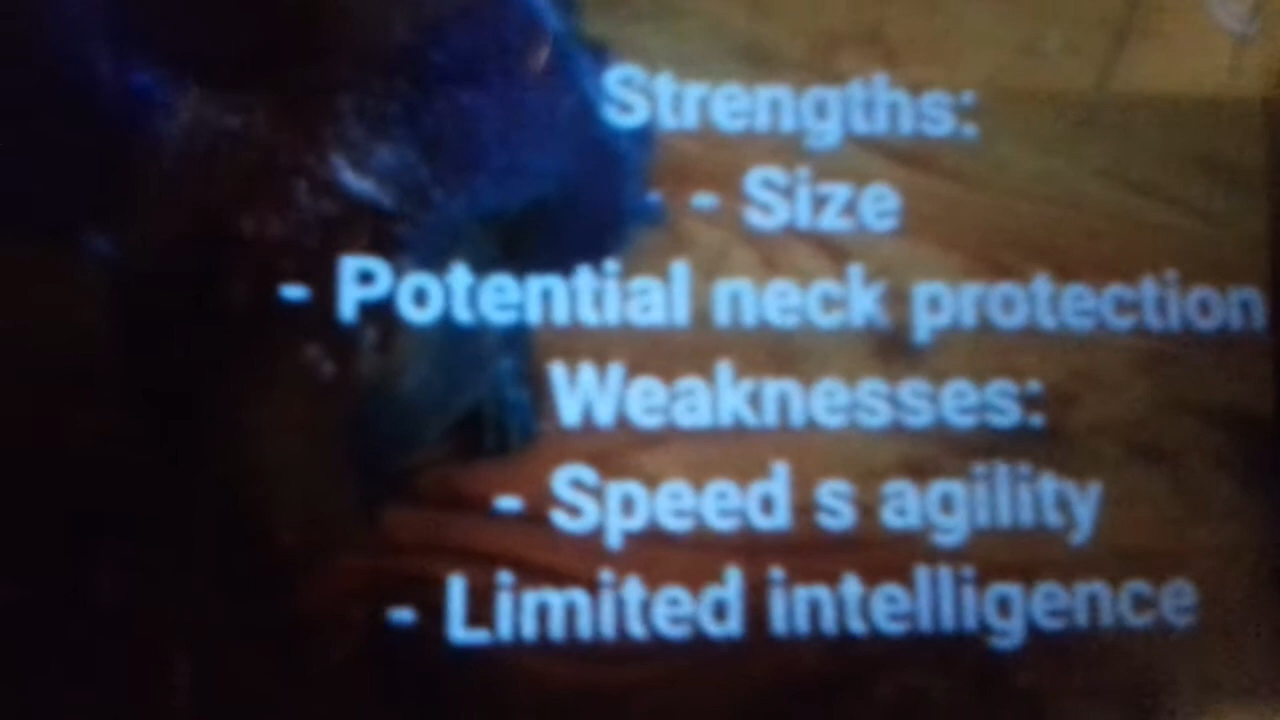 Strengths:
- - Size
- Potential neck protection
Weaknesses:
- Speed s agility
- Limited intelligence